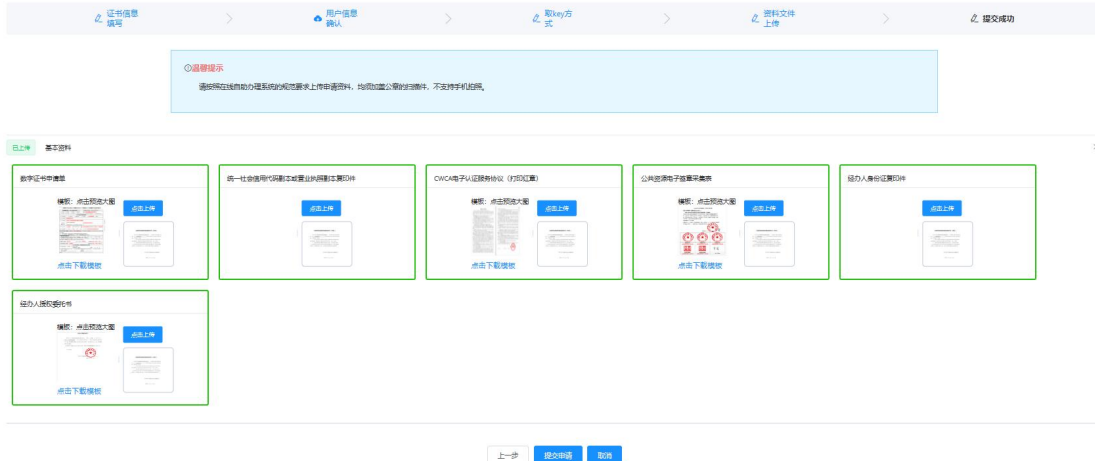 证书信息
填写
用户信息
确认
取key方
式
资料文件
上传
提交成功
温馨提示
请按照在线自助办理系统的规范要求上传申请资料，均须加盖公章的扫描件，不支持手机拍照。
已上传 基本资料
数字证书申请单
统一社会信用代码副本或营业执照副本复印件
CWCA电子认证服务协议（打印红章）
公共资源电子签章采集表
经办人身份证复印件
模板：点击预览大图
点击上传
点击下载模板
点击上传
模板：点击预览大图
点击上传
点击下载模板
模板：点击预览大图
点击上传
点击下载模板
点击上传
经办人授权委托书
模板：点击预览大图
点击上传
点击下载模板
上一步 提交申请 取消